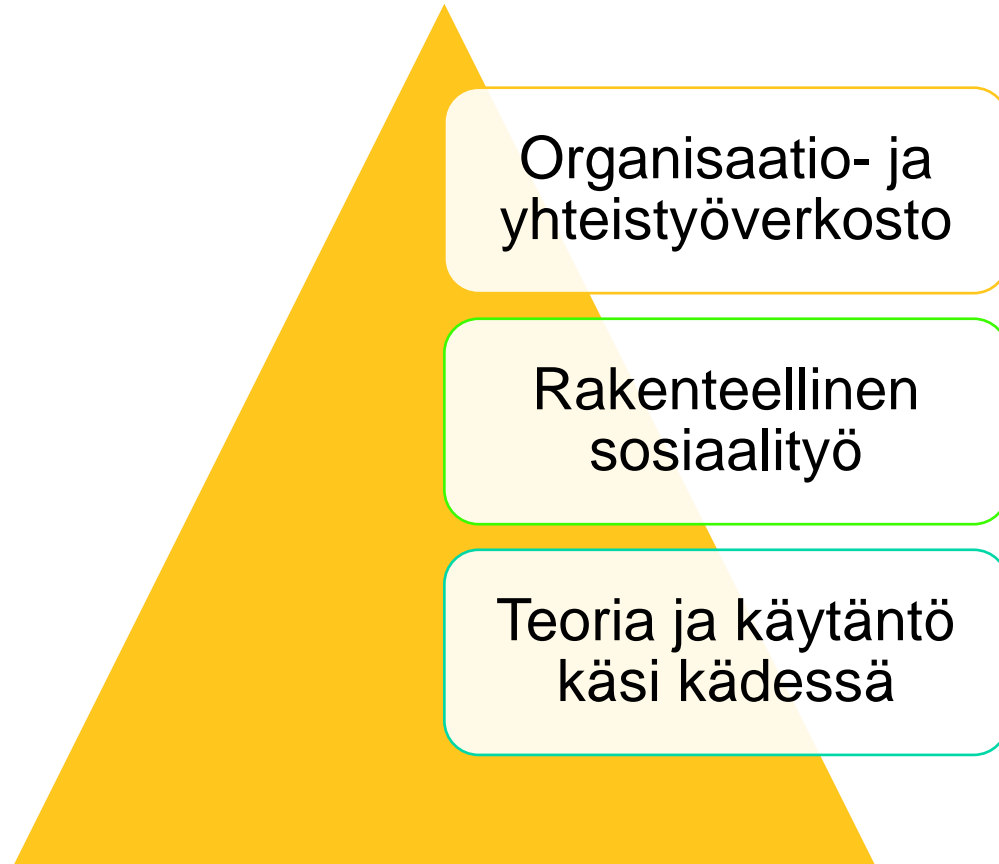 Organisaatio- ja
yhteistyöverkosto
Rakenteellinen
sosiaalityö
Teoria ja käytäntö
käsi kädessä